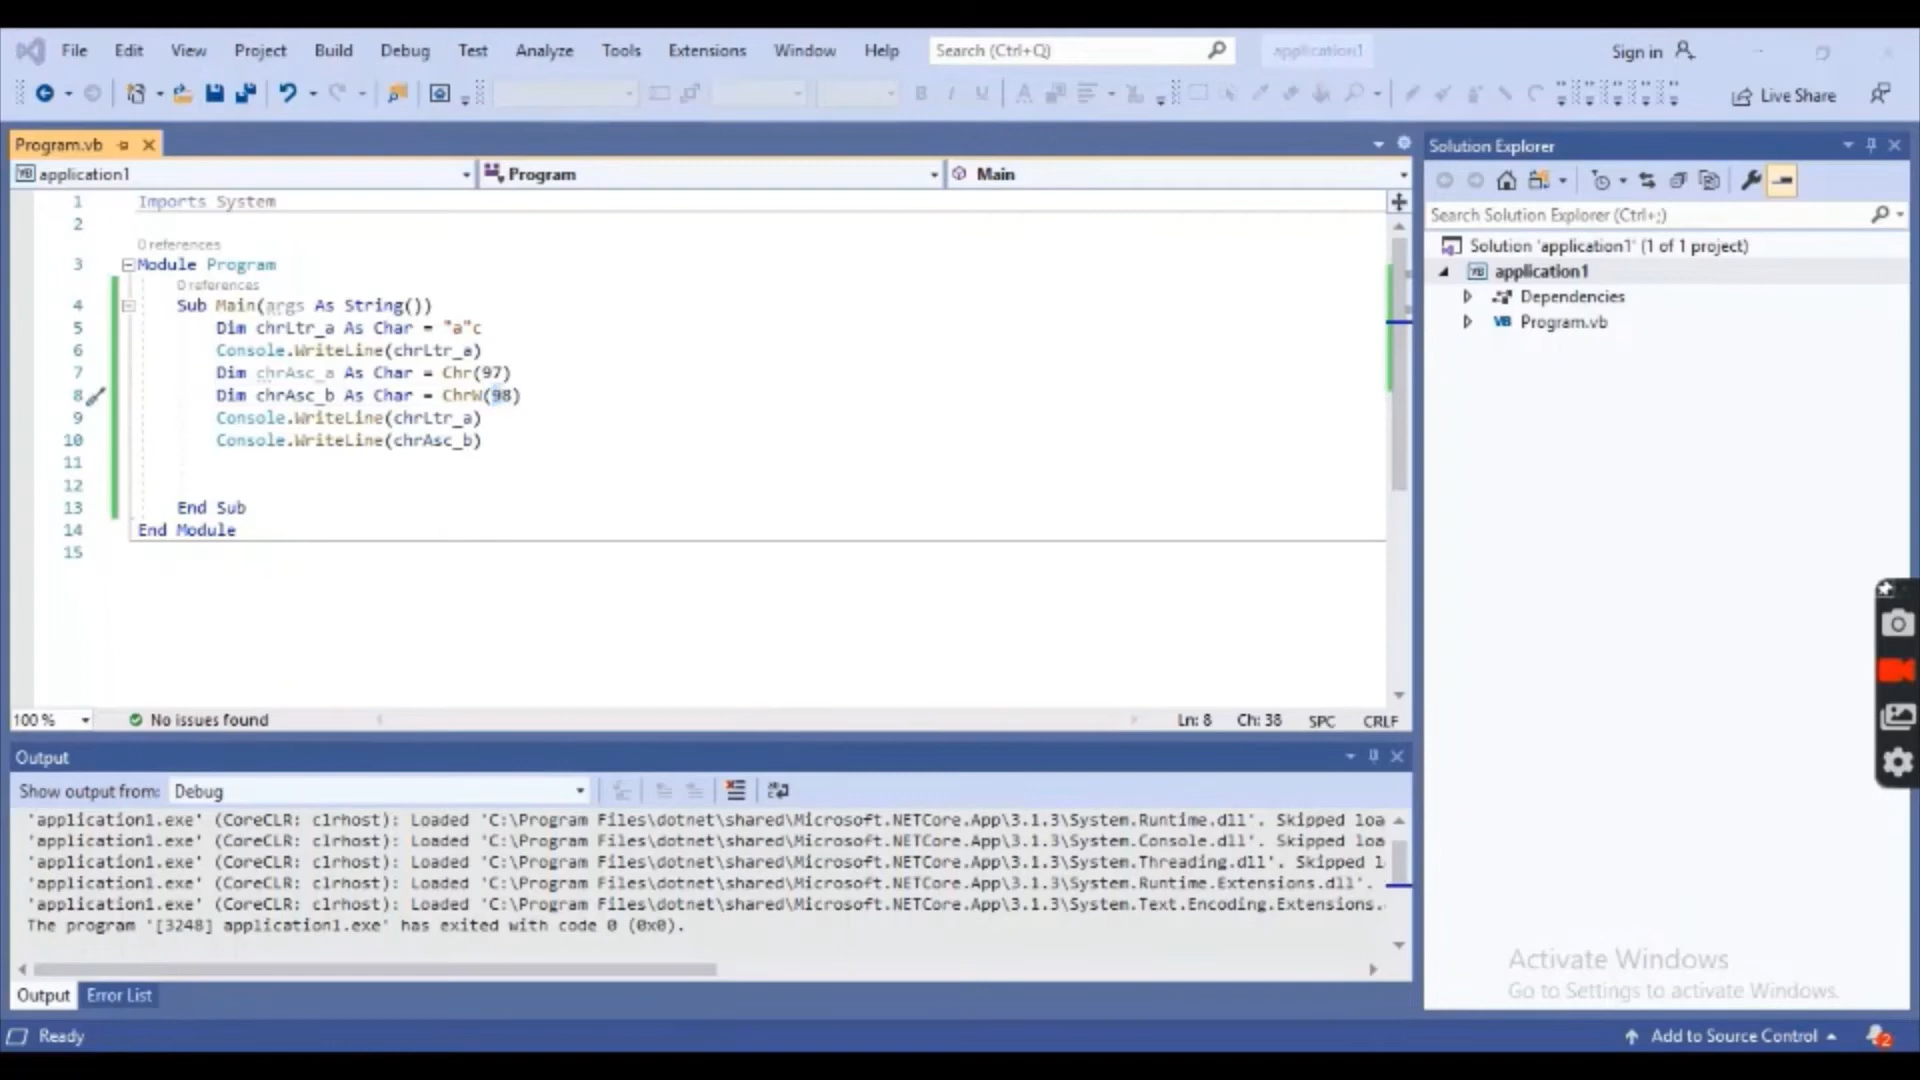 File Edit View Project Build Debug Test Analyze Tools Extensions Window Help Search (Ctrl+Q) application1 Sign in
Live Share
Program.vb
application1 Program Main
1 Imports System
2
0 references
3 Module Program
0 references
4 Sub Main(args As String())
5 Dim chrLtr_a As Char = "a"c
6 Console.WriteLine(chrLtr_a)
7 Dim chrAsc_a As Char = Chr(97)
8 Dim chrAsc_b As Char = ChrW(98)
9 Console.WriteLine(chrLtr_a)
10 Console.WriteLine(chrAsc_b)
11
12
13 End Sub
14 End Module
15
100 % No issues found Ln: 8 Ch: 38 SPC CRLF
Solution Explorer
Search Solution Explorer (Ctrl+;)
Solution 'application1' (1 of 1 project)
application1
Dependencies
Program.vb
Output
Show output from: Debug
'application1.exe' (CoreCLR: clrhost): Loaded 'C:\Program Files\dotnet\shared\Microsoft.NETCore.App\3.1.3\System.Runtime.dll'. Skipped loa
'application1.exe' (CoreCLR: clrhost): Loaded 'C:\Program Files\dotnet\shared\Microsoft.NETCore.App\3.1.3\System.Console.dll'. Skipped loa
'application1.exe' (CoreCLR: clrhost): Loaded 'C:\Program Files\dotnet\shared\Microsoft.NETCore.App\3.1.3\System.Threading.dll'. Skipped l
'application1.exe' (CoreCLR: clrhost): Loaded 'C:\Program Files\dotnet\shared\Microsoft.NETCore.App\3.1.3\System.Runtime.Extensions.dll'.
'application1.exe' (CoreCLR: clrhost): Loaded 'C:\Program Files\dotnet\shared\Microsoft.NETCore.App\3.1.3\System.Text.Encoding.Extensions.
The program '[3248] application1.exe' has exited with code 0 (0x0).
Output Error List
Activate Windows
Go to Settings to activate Windows.
Ready Add to Source Control 2